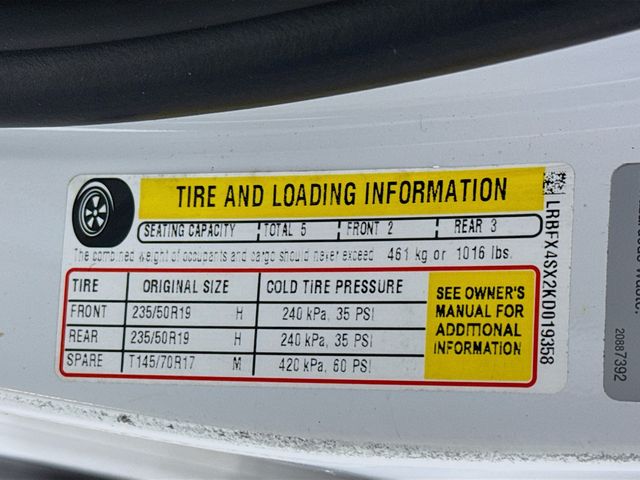 TIRE AND LOADING INFORMATION
SEATING CAPACITY TOTAL 5 FRONT 2 REAR 3
The combined weight of occupants and cargo should never exceed 461 kg or 1016 lbs.
TIRE ORIGINAL SIZE COLD TIRE PRESSURE
FRONT 235/50R19 H 240 kPa, 35 PSI
REAR 235/50R19 H 240 kPa, 35 PSI
SPARE T145/70R17 M 420 kPa, 60 PSI
SEE OWNER'S
MANUAL FOR
ADDITIONAL
INFORMATION
LRBFX4SX2KD019358
20887392